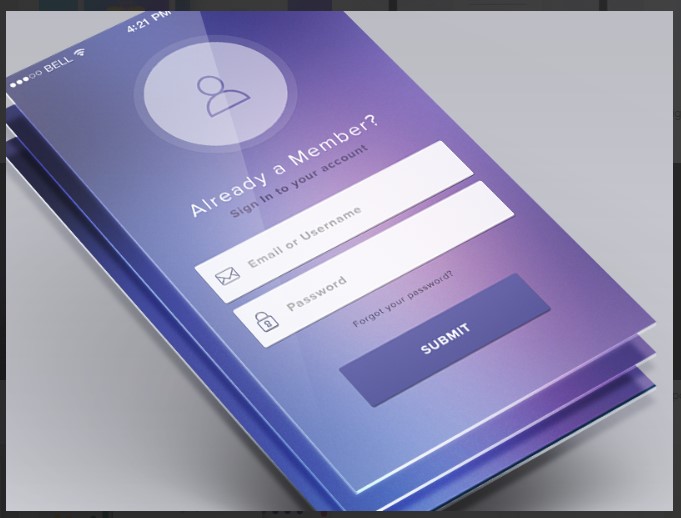 BELL 4:21 PM
Already a Member?
Sign In to your account
Email or Username
Password
Forgot your password?
SUBMIT